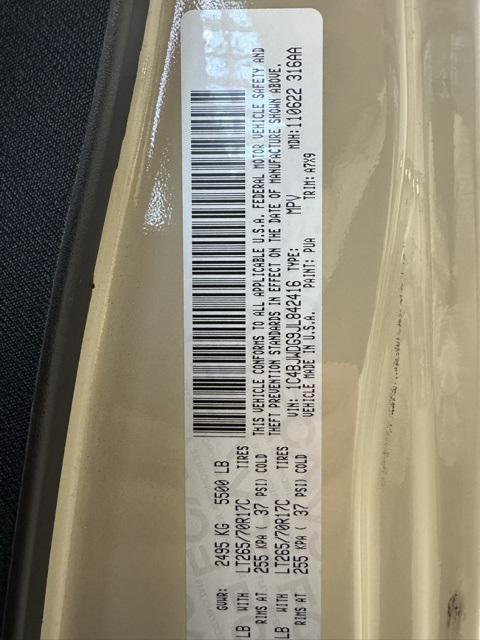 GVWR: 2495 KG 5500 LB
LB WITH LT265/70R17C TIRES
RIMS AT 255 KPA ( 37 PSI) COLD
LB WITH LT265/70R17C TIRES
RIMS AT 255 KPA ( 37 PSI) COLD
THIS VEHICLE CONFORMS TO ALL APPLICABLE U.S.A. FEDERAL MOTOR VEHICLE SAFETY AND
THEFT PREVENTION STANDARDS IN EFFECT ON THE DATE OF MANUFACTURE SHOWN ABOVE.
VIN: 1C4BJWDG9JL842416 TYPE: MPV MDH:110622 316AA
VEHICLE MADE IN U.S.A. PAINT: PUA TRIM: A7X9